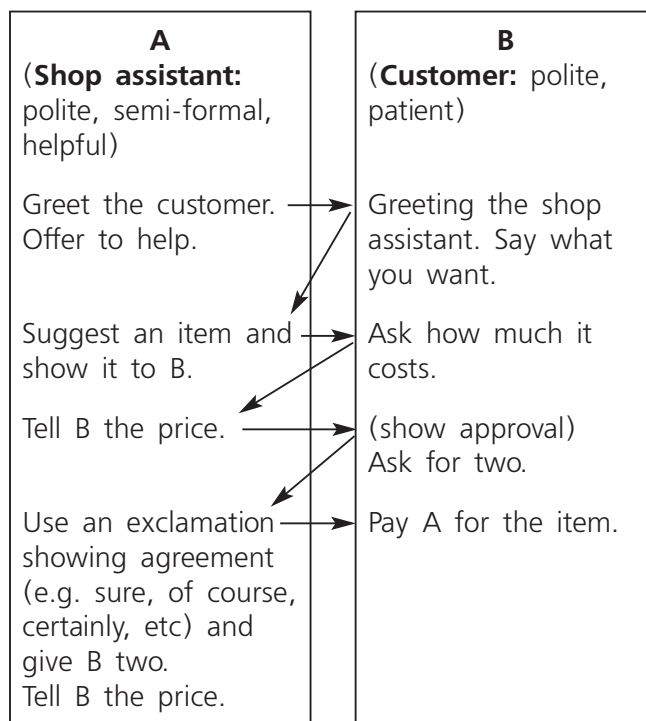 A
(Shop assistant:
polite, semi-formal,
helpful)
Greet the customer.
Offer to help.
Suggest an item and
show it to B.
Tell B the price.
Use an exclamation
showing agreement
(e.g. sure, of course,
certainly, etc) and
give B two.
Tell B the price.
B
(Customer: polite,
patient)
Greeting the shop
assistant. Say what
you want.
Ask how much it
costs.
(show approval)
Ask for two.
Pay A for the item.